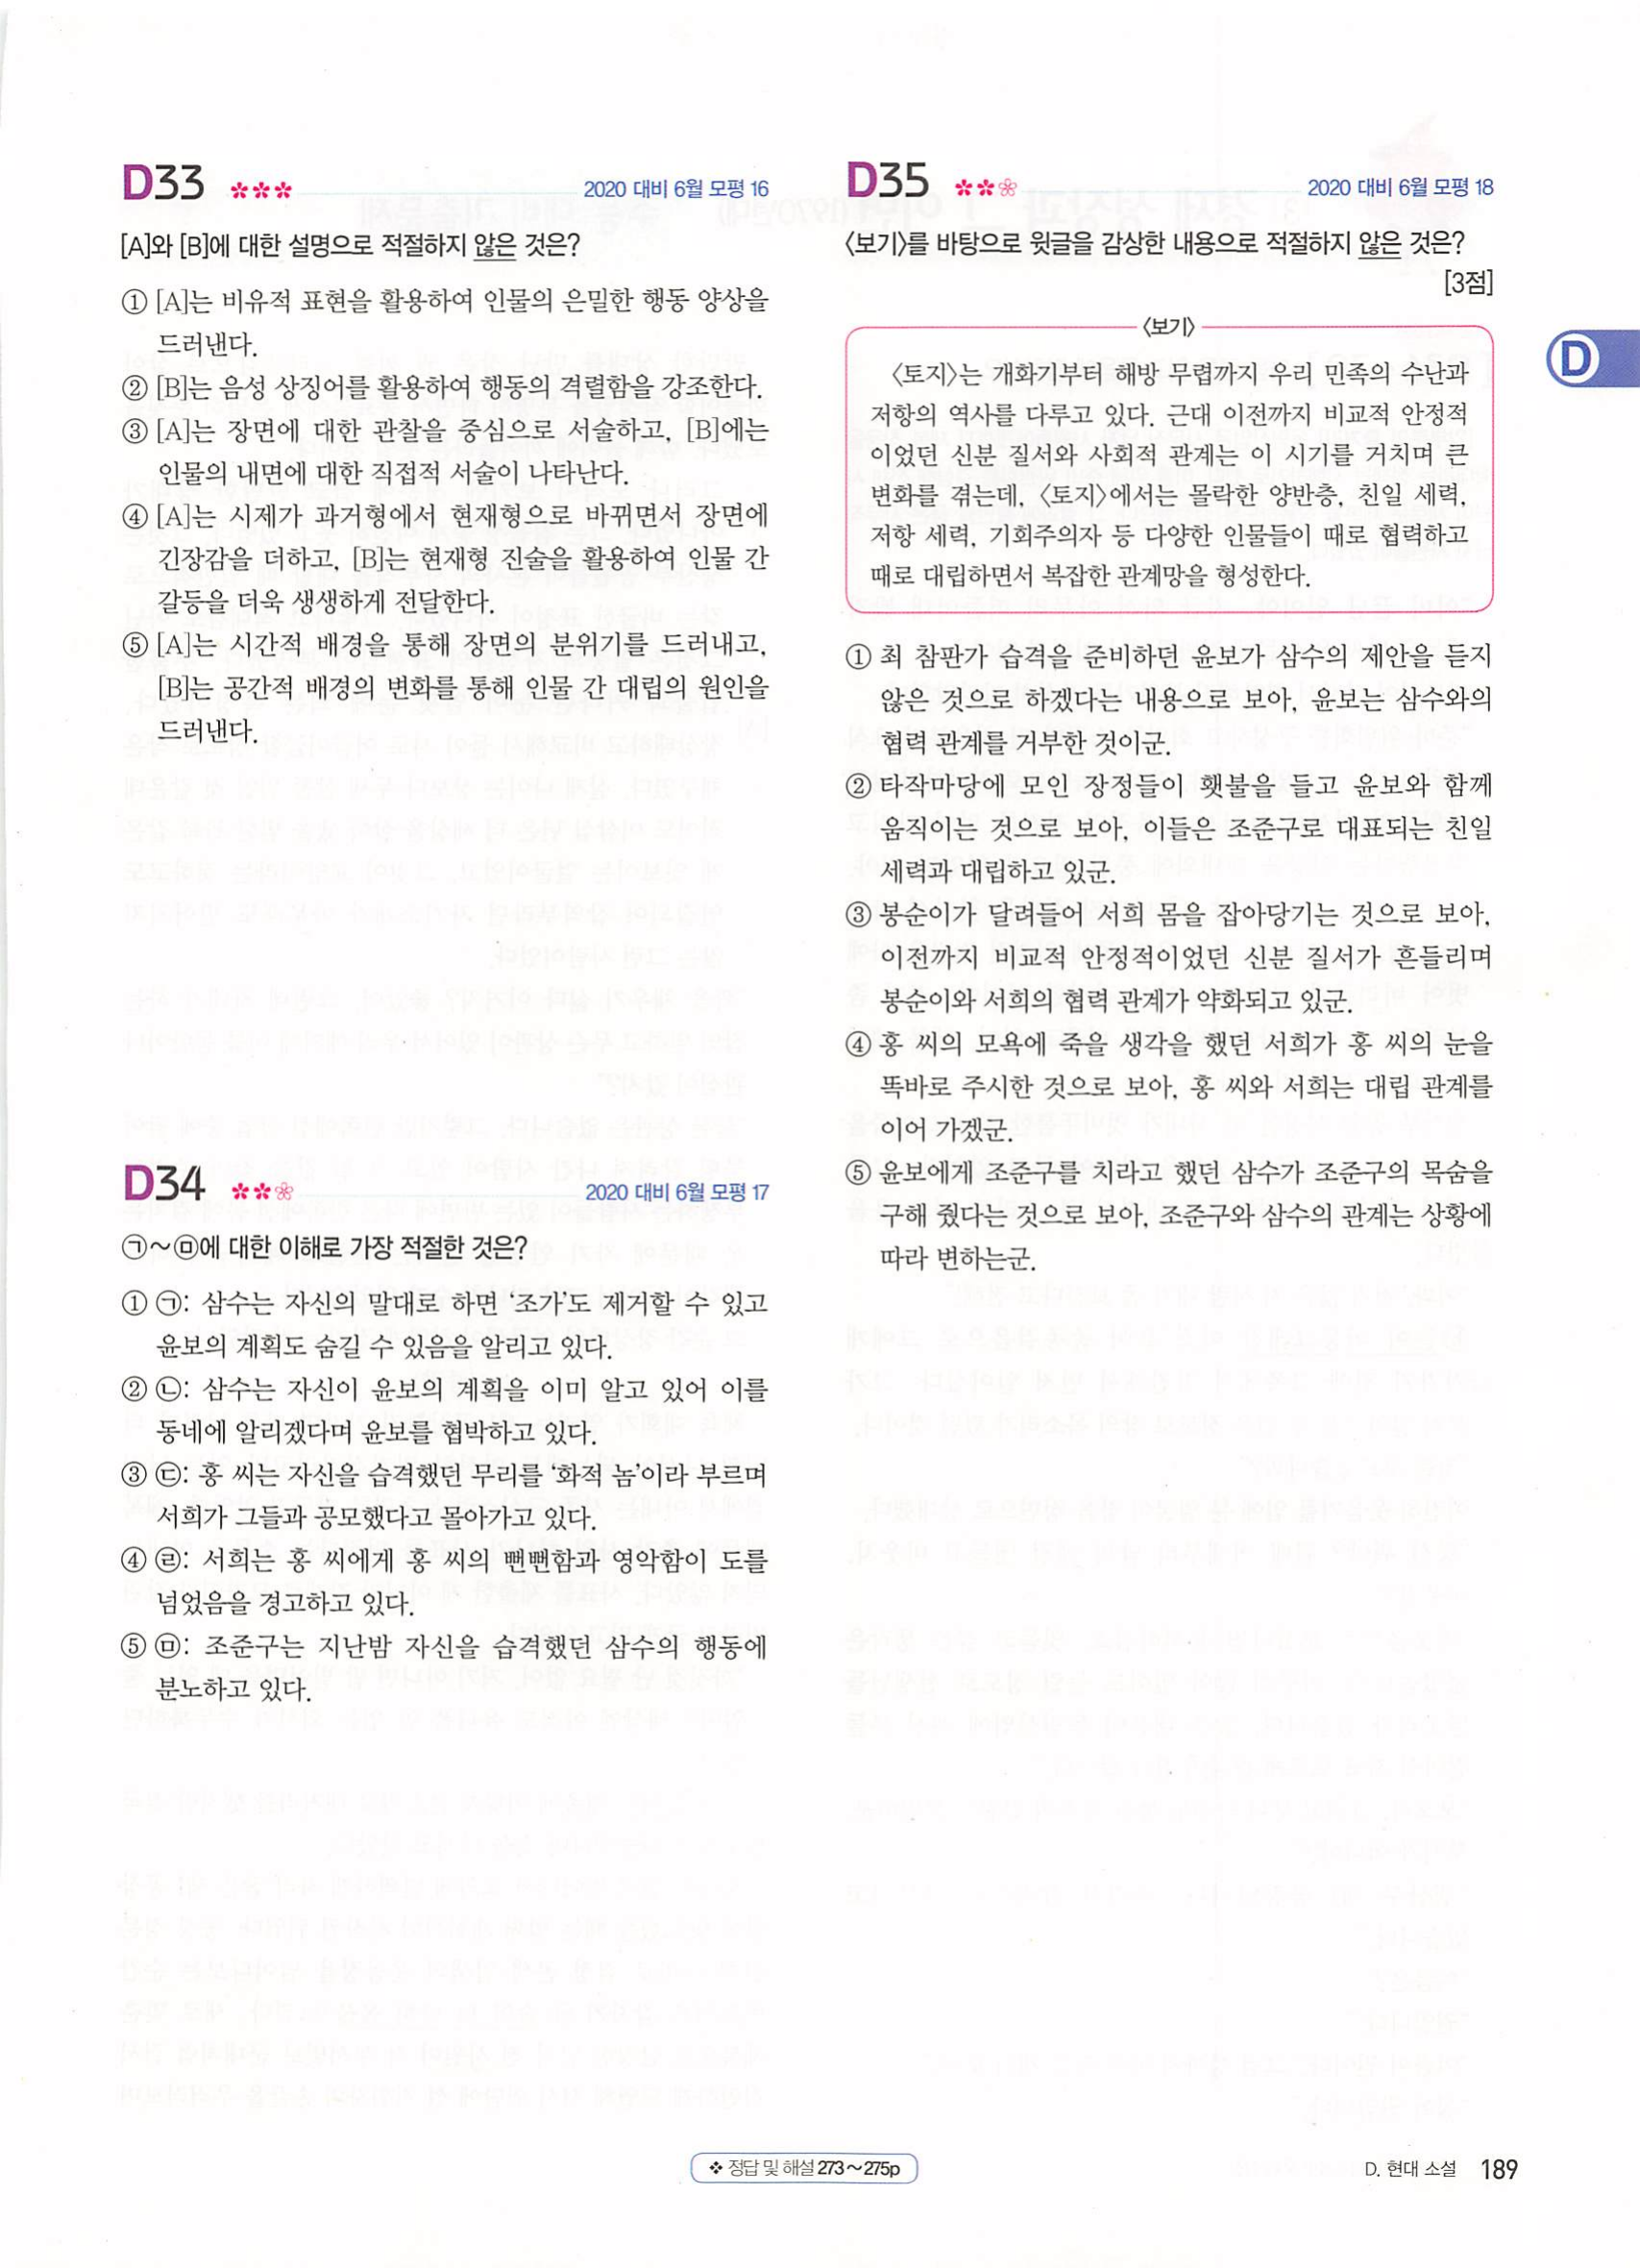 D33 ✽✽✽ 2020 대비 6월 모평 16
[A]와 [B]에 대한 설명으로 적절하지 않은 것은?
① [A]는 비유적 표현을 활용하여 인물의 은밀한 행동 양상을
드러낸다.
② [B]는 음성 상징어를 활용하여 행동의 격렬함을 강조한다.
③ [A]는 장면에 대한 관찰을 중심으로 서술하고, [B]에는
인물의 내면에 대한 직접적 서술이 나타난다.
④ [A]는 시제가 과거형에서 현재형으로 바뀌면서 장면에
긴장감을 더하고, [B]는 현재형 진술을 활용하여 인물 간
갈등을 더욱 생생하게 전달한다.
⑤ [A]는 시간적 배경을 통해 장면의 분위기를 드러내고,
[B]는 공간적 배경의 변화를 통해 인물 간 대립의 원인을
드러낸다.
D34 ✽✽❀ 2020 대비 6월 모평 17
㉠~㉤에 대한 이해로 가장 적절한 것은?
① ㉠: 삼수는 자신의 말대로 하면 '조가'도 제거할 수 있고
윤보의 계획도 숨길 수 있음을 알리고 있다.
② ㉡: 삼수는 자신이 윤보의 계획을 이미 알고 있어 이를
동네에 알리겠다며 윤보를 협박하고 있다.
③ ㉢: 홍 씨는 자신을 습격했던 무리를 '화적 놈'이라 부르며
서희가 그들과 공모했다고 몰아가고 있다.
④ ㉣: 서희는 홍 씨에게 홍 씨의 뻔뻔함과 영악함이 도를
넘었음을 경고하고 있다.
⑤ ㉤: 조준구는 지난밤 자신을 습격했던 삼수의 행동에
분노하고 있다.
D35 ✽✽❀ 2020 대비 6월 모평 18
〈보기〉를 바탕으로 윗글을 감상한 내용으로 적절하지 않은 것은?
[3점]
〈보기〉
〈토지〉는 개화기부터 해방 무렵까지 우리 민족의 수난과
저항의 역사를 다루고 있다. 근대 이전까지 비교적 안정적
이었던 신분 질서와 사회적 관계는 이 시기를 거치며 큰
변화를 겪는데, 〈토지〉에서는 몰락한 양반층, 친일 세력,
저항 세력, 기회주의자 등 다양한 인물들이 때로 협력하고
때로 대립하면서 복잡한 관계망을 형성한다.
① 최 참판가 습격을 준비하던 윤보가 삼수의 제안을 듣지
않은 것으로 하겠다는 내용으로 보아, 윤보는 삼수와의
협력 관계를 거부한 것이군.
② 타작마당에 모인 장정들이 횃불을 들고 윤보와 함께
움직이는 것으로 보아, 이들은 조준구로 대표되는 친일
세력과 대립하고 있군.
③ 봉순이가 달려들어 서희 몸을 잡아당기는 것으로 보아,
이전까지 비교적 안정적이었던 신분 질서가 흔들리며
봉순이와 서희의 협력 관계가 약화되고 있군.
④ 홍 씨의 모욕에 죽을 생각을 했던 서희가 홍 씨의 눈을
똑바로 주시한 것으로 보아, 홍 씨와 서희는 대립 관계를
이어 가겠군.
⑤ 윤보에게 조준구를 치라고 했던 삼수가 조준구의 목숨을
구해 줬다는 것으로 보아, 조준구와 삼수의 관계는 상황에
따라 변하는군.
D
❖ 정답 및 해설 273~275p
D. 현대 소설 189